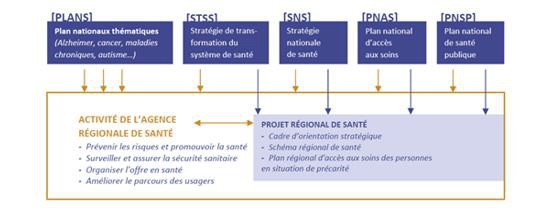 [PLANS]
Plan nationaux thématiques
(Alzheimer, cancer, maladies
chroniques, autisme...)
[STSS]
Stratégie de trans-
formation du
système de santé
[SNS]
Stratégie
nationale
de santé
[PNAS]
Plan national
d'accès
aux soins
[PNSP]
Plan national
de santé
publique
ACTIVITÉ DE L'AGENCE
RÉGIONALE DE SANTÉ
- Prévenir les risques et promouvoir la santé
- Surveiller et assurer la sécurité sanitaire
- Organiser l'offre en santé
- Améliorer le parcours des usagers
PROJET RÉGIONAL DE SANTÉ
- Cadre d'orientation stratégique
- Schéma régional de santé
- Plan régional d'accès aux soins des personnes
en situation de précarité